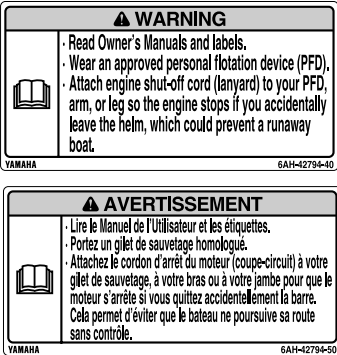 WARNING
· Read Owner's Manuals and labels.
· Wear an approved personal flotation device (PFD).
· Attach engine shut-off cord (lanyard) to your PFD,
arm, or leg so the engine stops if you accidentally
leave the helm, which could prevent a runaway
boat.
YAMAHA 6AH-42794-40
AVERTISSEMENT
· Lire le Manuel de l'Utilisateur et les étiquettes.
· Portez un gilet de sauvetage homologué.
· Attachez le cordon d'arrêt du moteur (coupe-circuit) à votre
gilet de sauvetage, à votre bras ou à votre jambe pour que le
moteur s'arrête si vous quittez accidentellement la barre.
Cela permet d'éviter que le bateau ne poursuive sa route
sans contrôle.
YAMAHA 6AH-42794-50